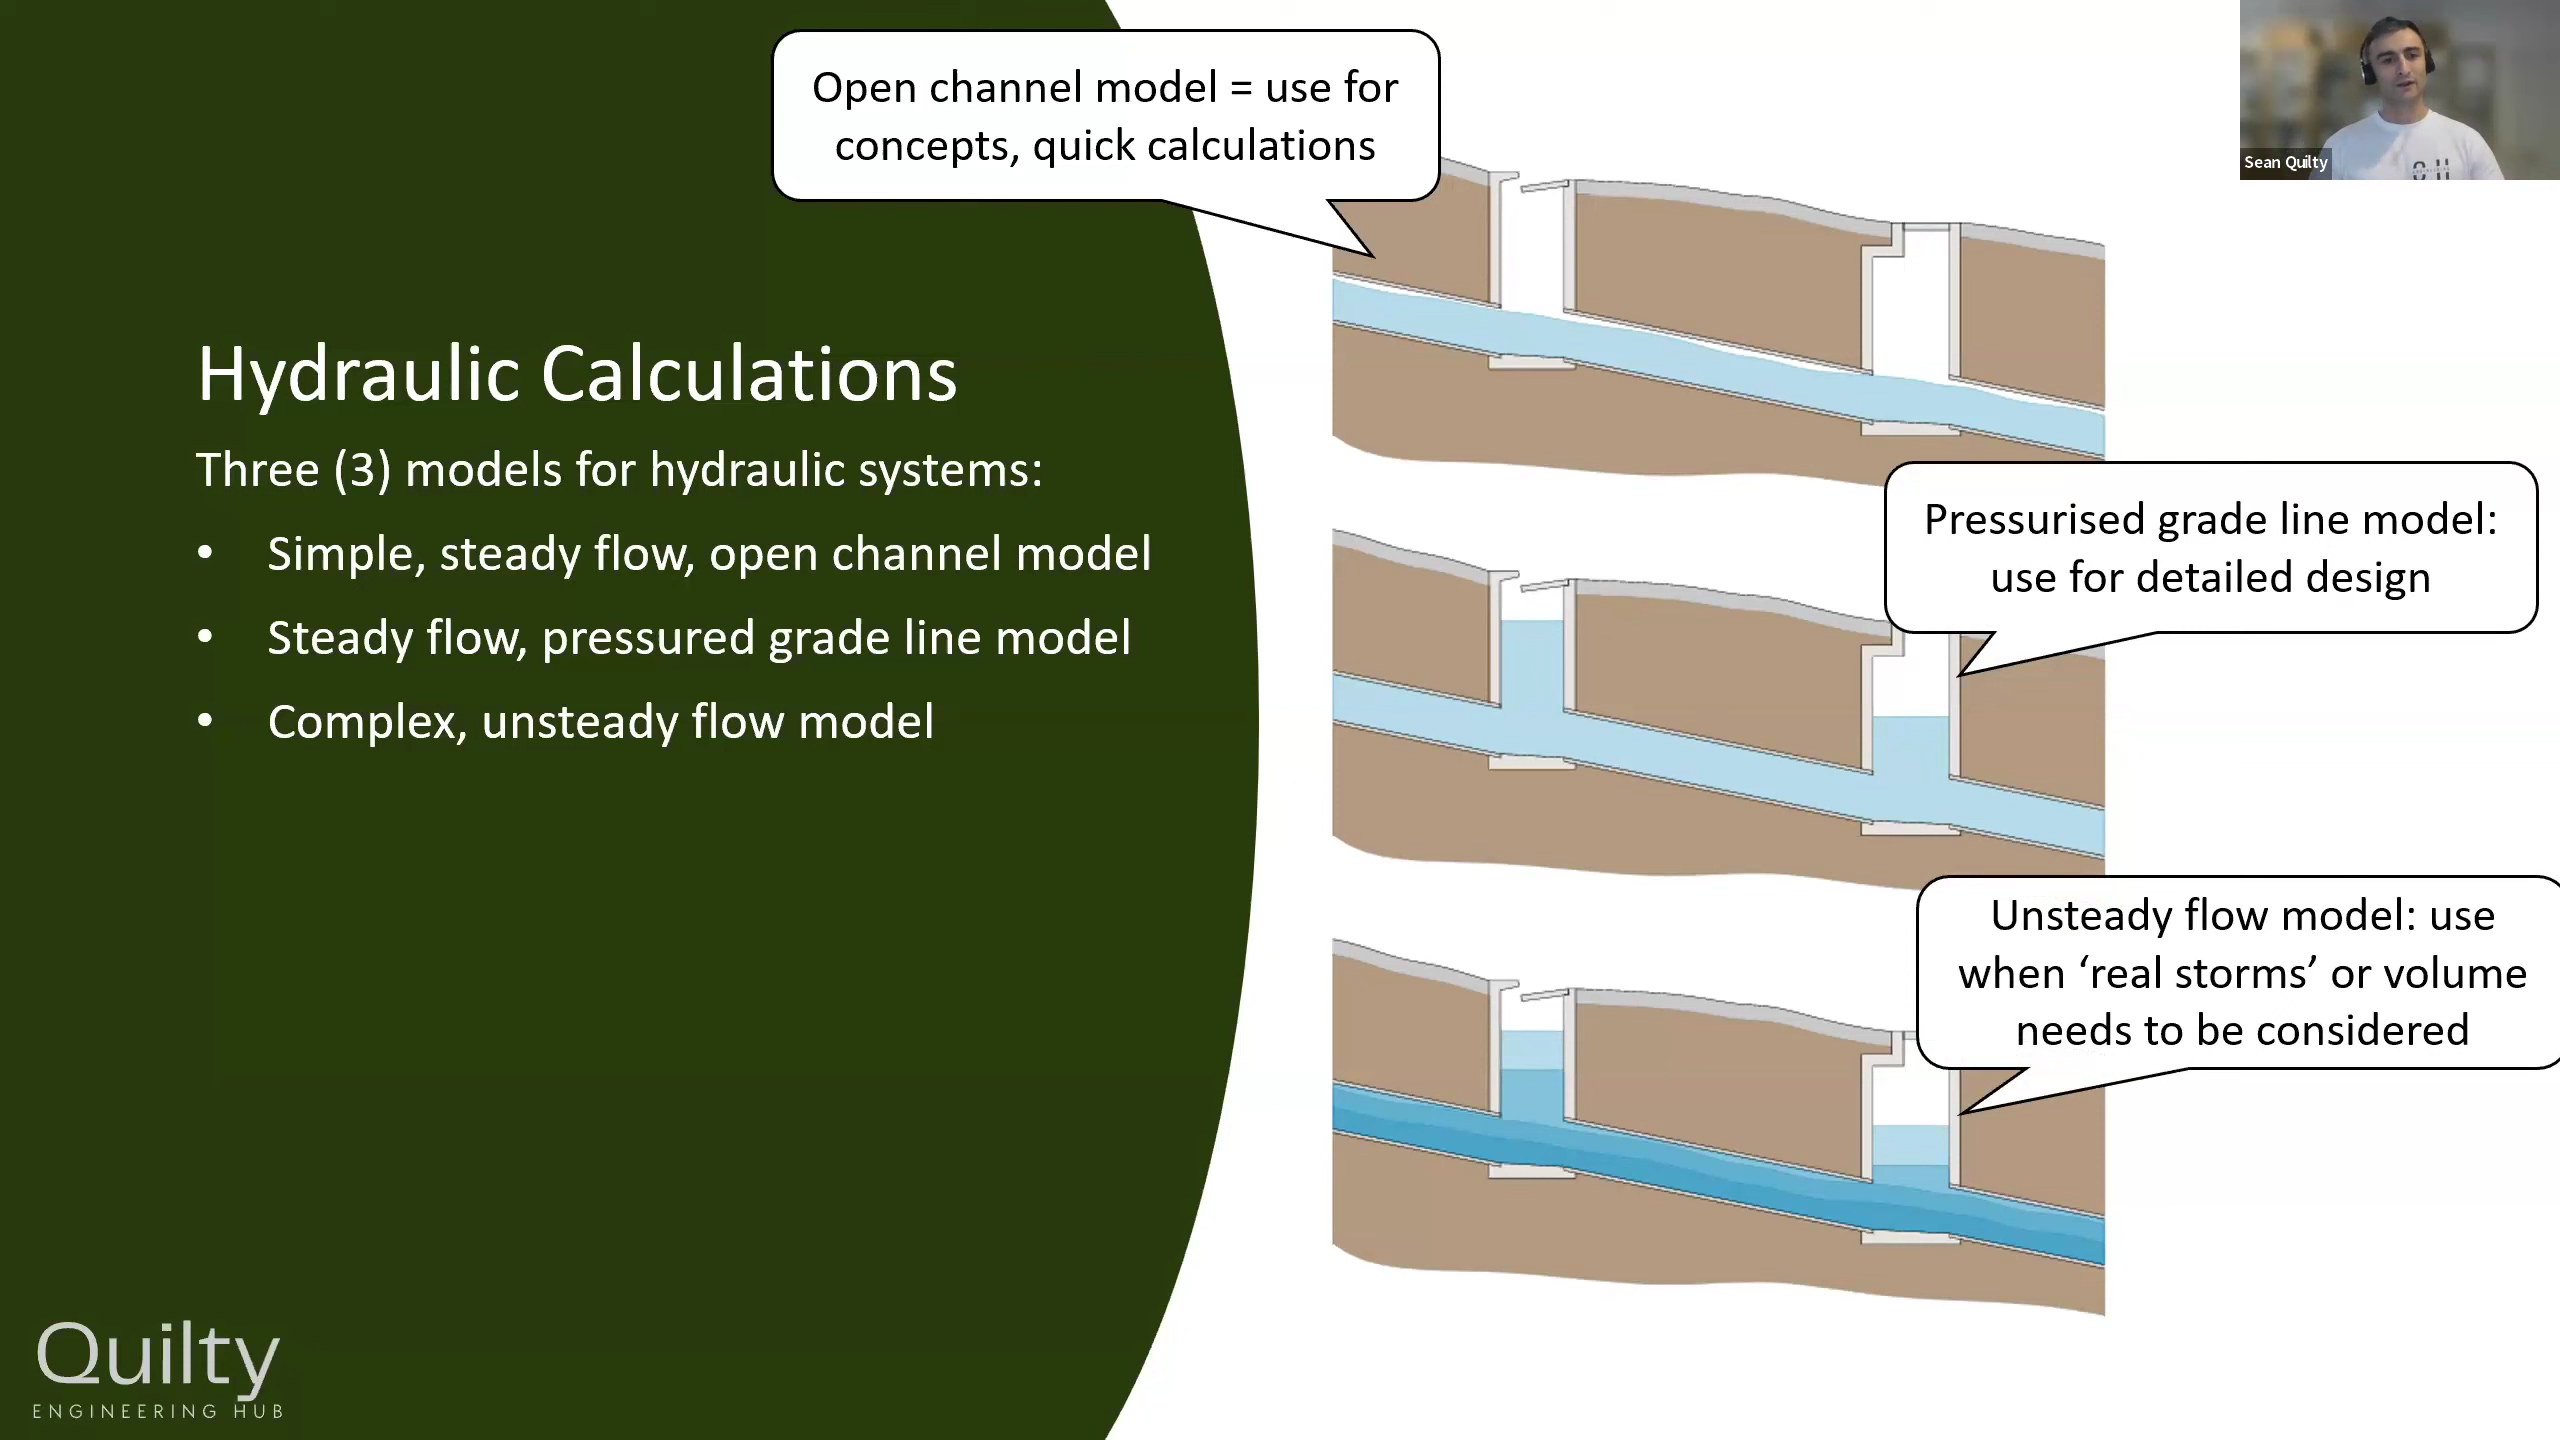 Open channel model = use for
concepts, quick calculations
Sean Quilty
Hydraulic Calculations
Three (3) models for hydraulic systems:
• Simple, steady flow, open channel model
• Steady flow, pressured grade line model
• Complex, unsteady flow model
Pressurised grade line model:
use for detailed design
Unsteady flow model: use
when ‘real storms’ or volume
needs to be considered
Quilty
ENGINEERING HUB